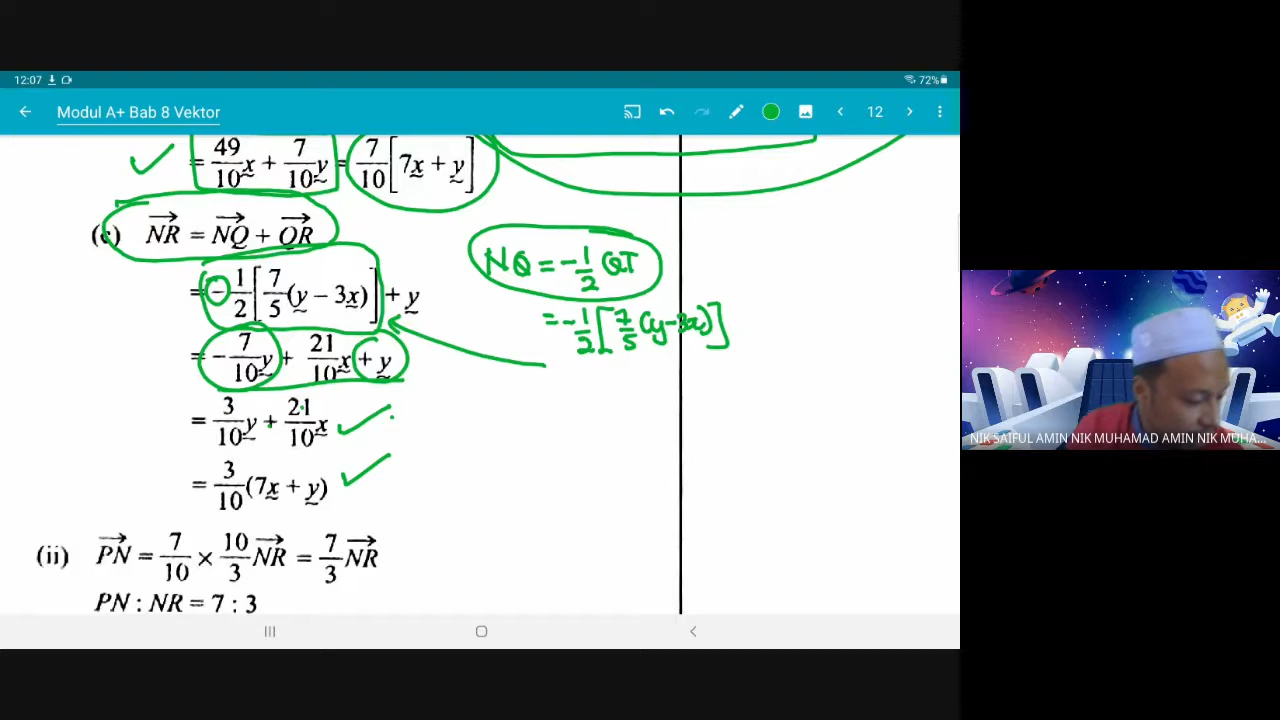 12:07 72%
Modul A+ Bab 8 Vektor 12
= 49/10 x + 7/10 y = 7/10 [7x + y]
(c) NR = NQ + QR
= -1/2 [7/5 (y − 3x)] + y
= -7/10 y + 21/10 x + y
= 3/10 y + 21/10 x
= 3/10 (7x + y)
NQ = -1/2 QT
= -1/2 [7/5 (y-3x)]
(ii) PN = 7/10 × 10/3 NR = 7/3 NR
PN : NR = 7 : 3
NIK SAIFUL AMIN NIK MUHAMAD AMIN NIK MUHA...